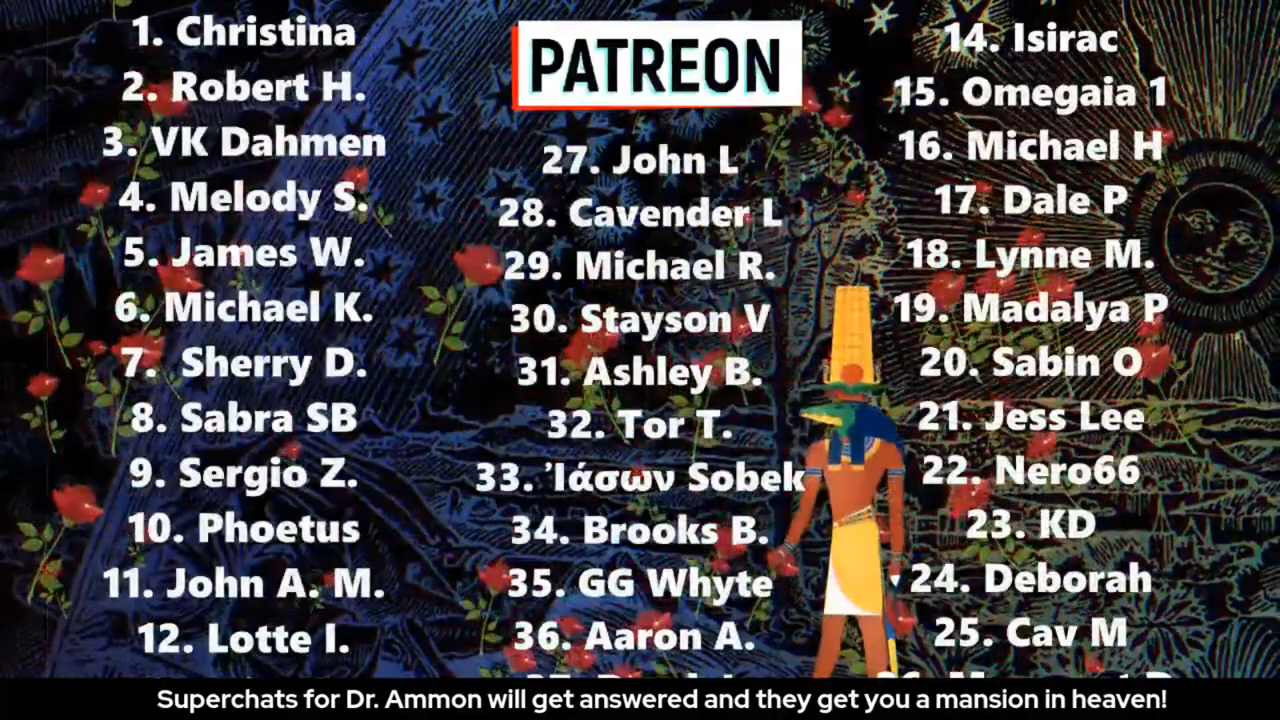 1. Christina
2. Robert H.
3. VK Dahmen
4. Melody S.
5. James W.
6. Michael K.
7. Sherry D.
8. Sabra SB
9. Sergio Z.
10. Phoetus
11. John A. M.
12. Lotte I.
PATREON
27. John L
28. Cavender L
29. Michael R.
30. Stayson V
31. Ashley B.
32. Tor T.
33. Ἰάσων Sobek
34. Brooks B.
35. GG Whyte
36. Aaron A.
14. Isirac
15. Omegaia 1
16. Michael H
17. Dale P
18. Lynne M.
19. Madalya P
20. Sabin O
21. Jess Lee
22. Nero66
23. KD
24. Deborah
25. Cav M
Superchats for Dr. Ammon will get answered and they get you a mansion in heaven!